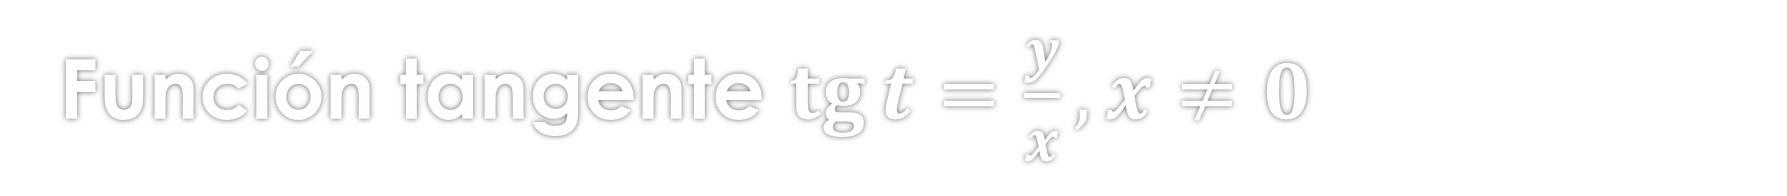 Función tangente tg t = y/x, x ≠ 0